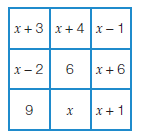 x + 3 x + 4 x − 1
x − 2 6 x + 6
9 x x + 1